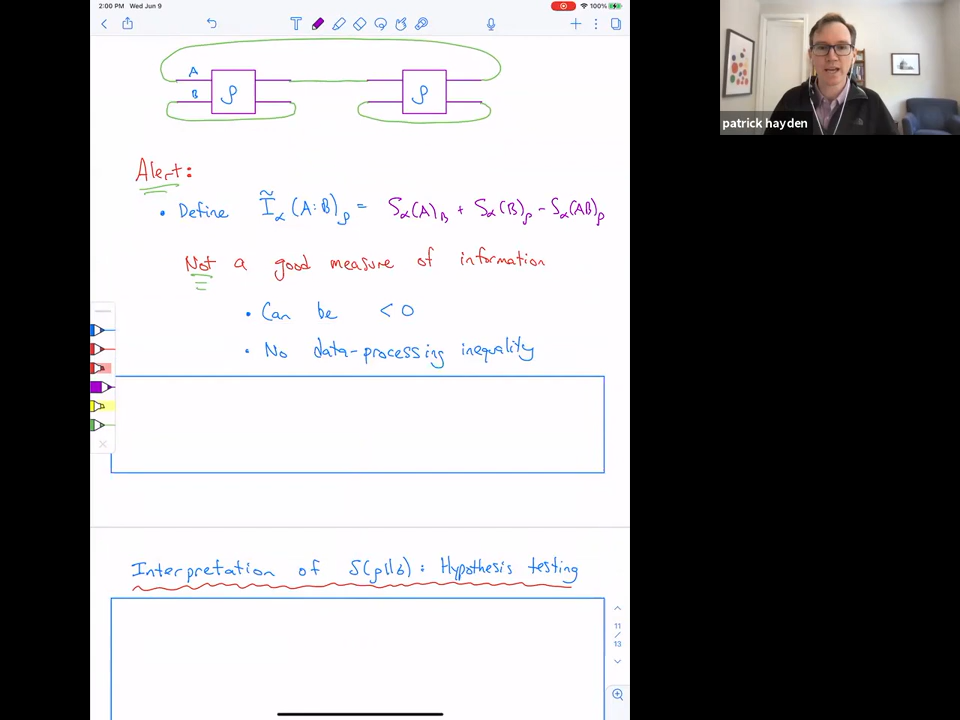 2:00 PM Wed Jun 9
100%
A
B
ρ ρ
patrick hayden
Alert:
• Define Ĩ_α (A:B)_ρ = S_α(A)_ρ + S_α(B)_ρ - S_α(AB)_ρ
Not a good measure of information
• Can be < 0
• No data-processing inequality
Interpretation of S(ρ||σ): Hypothesis testing
11
/
13